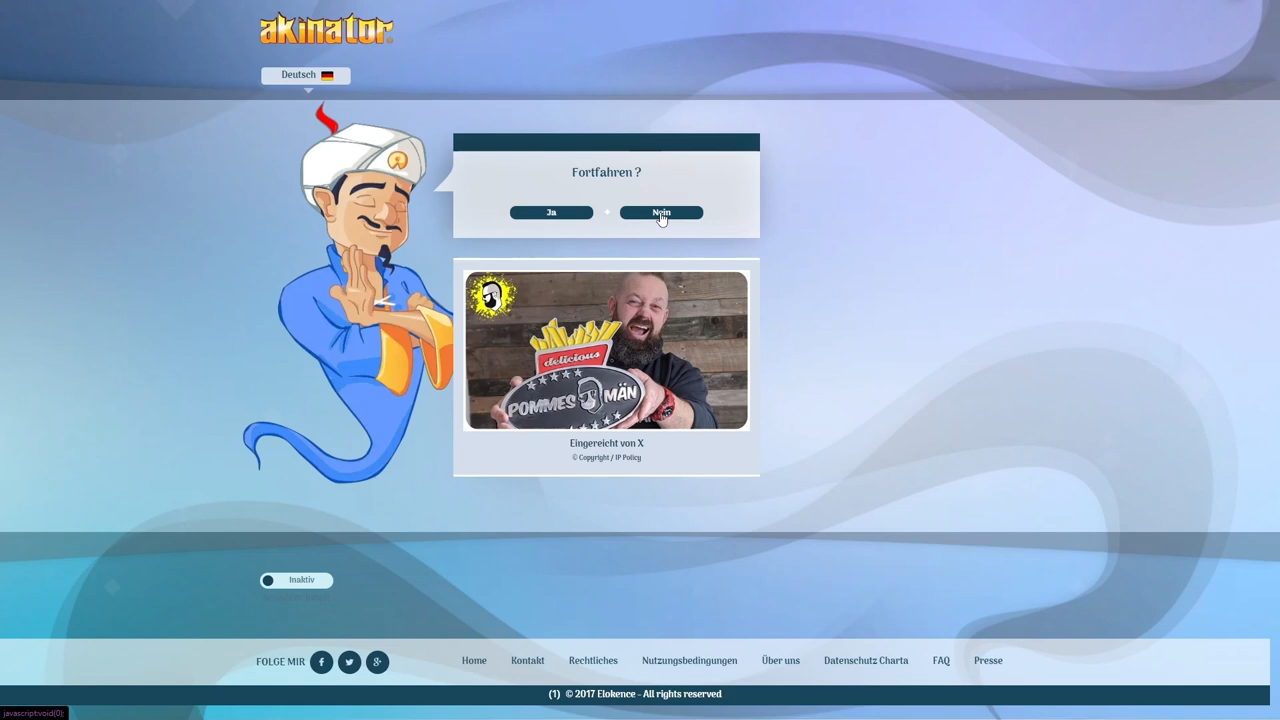 akinator
Deutsch
Fortfahren ?
Ja
Nein
delicious
POMMES MÄN
Eingereicht von X
© Copyright / IP Policy
Inaktiv
FOLGE MIR
Home Kontakt Rechtliches Nutzungsbedingungen Über uns Datenschutz Charta FAQ Presse
(1) © 2017 Elokence - All rights reserved
javascript:void(0);